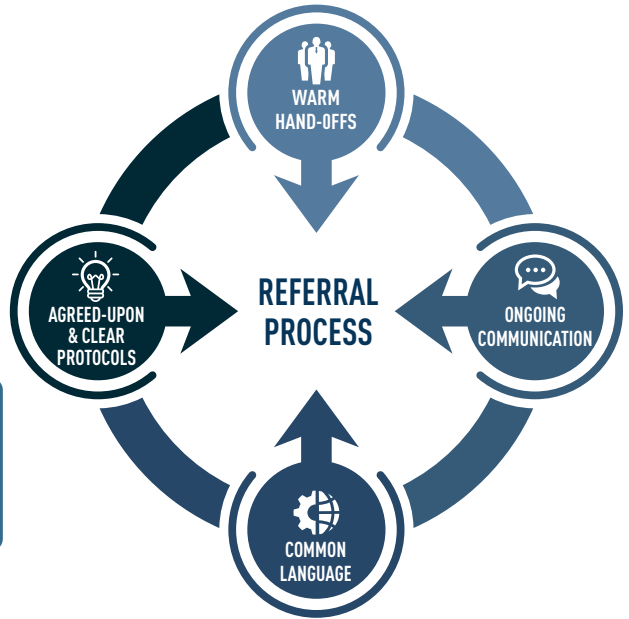 WARM
HAND-OFFS
AGREED-UPON
& CLEAR
PROTOCOLS
REFERRAL
PROCESS
ONGOING
COMMUNICATION
COMMON
LANGUAGE